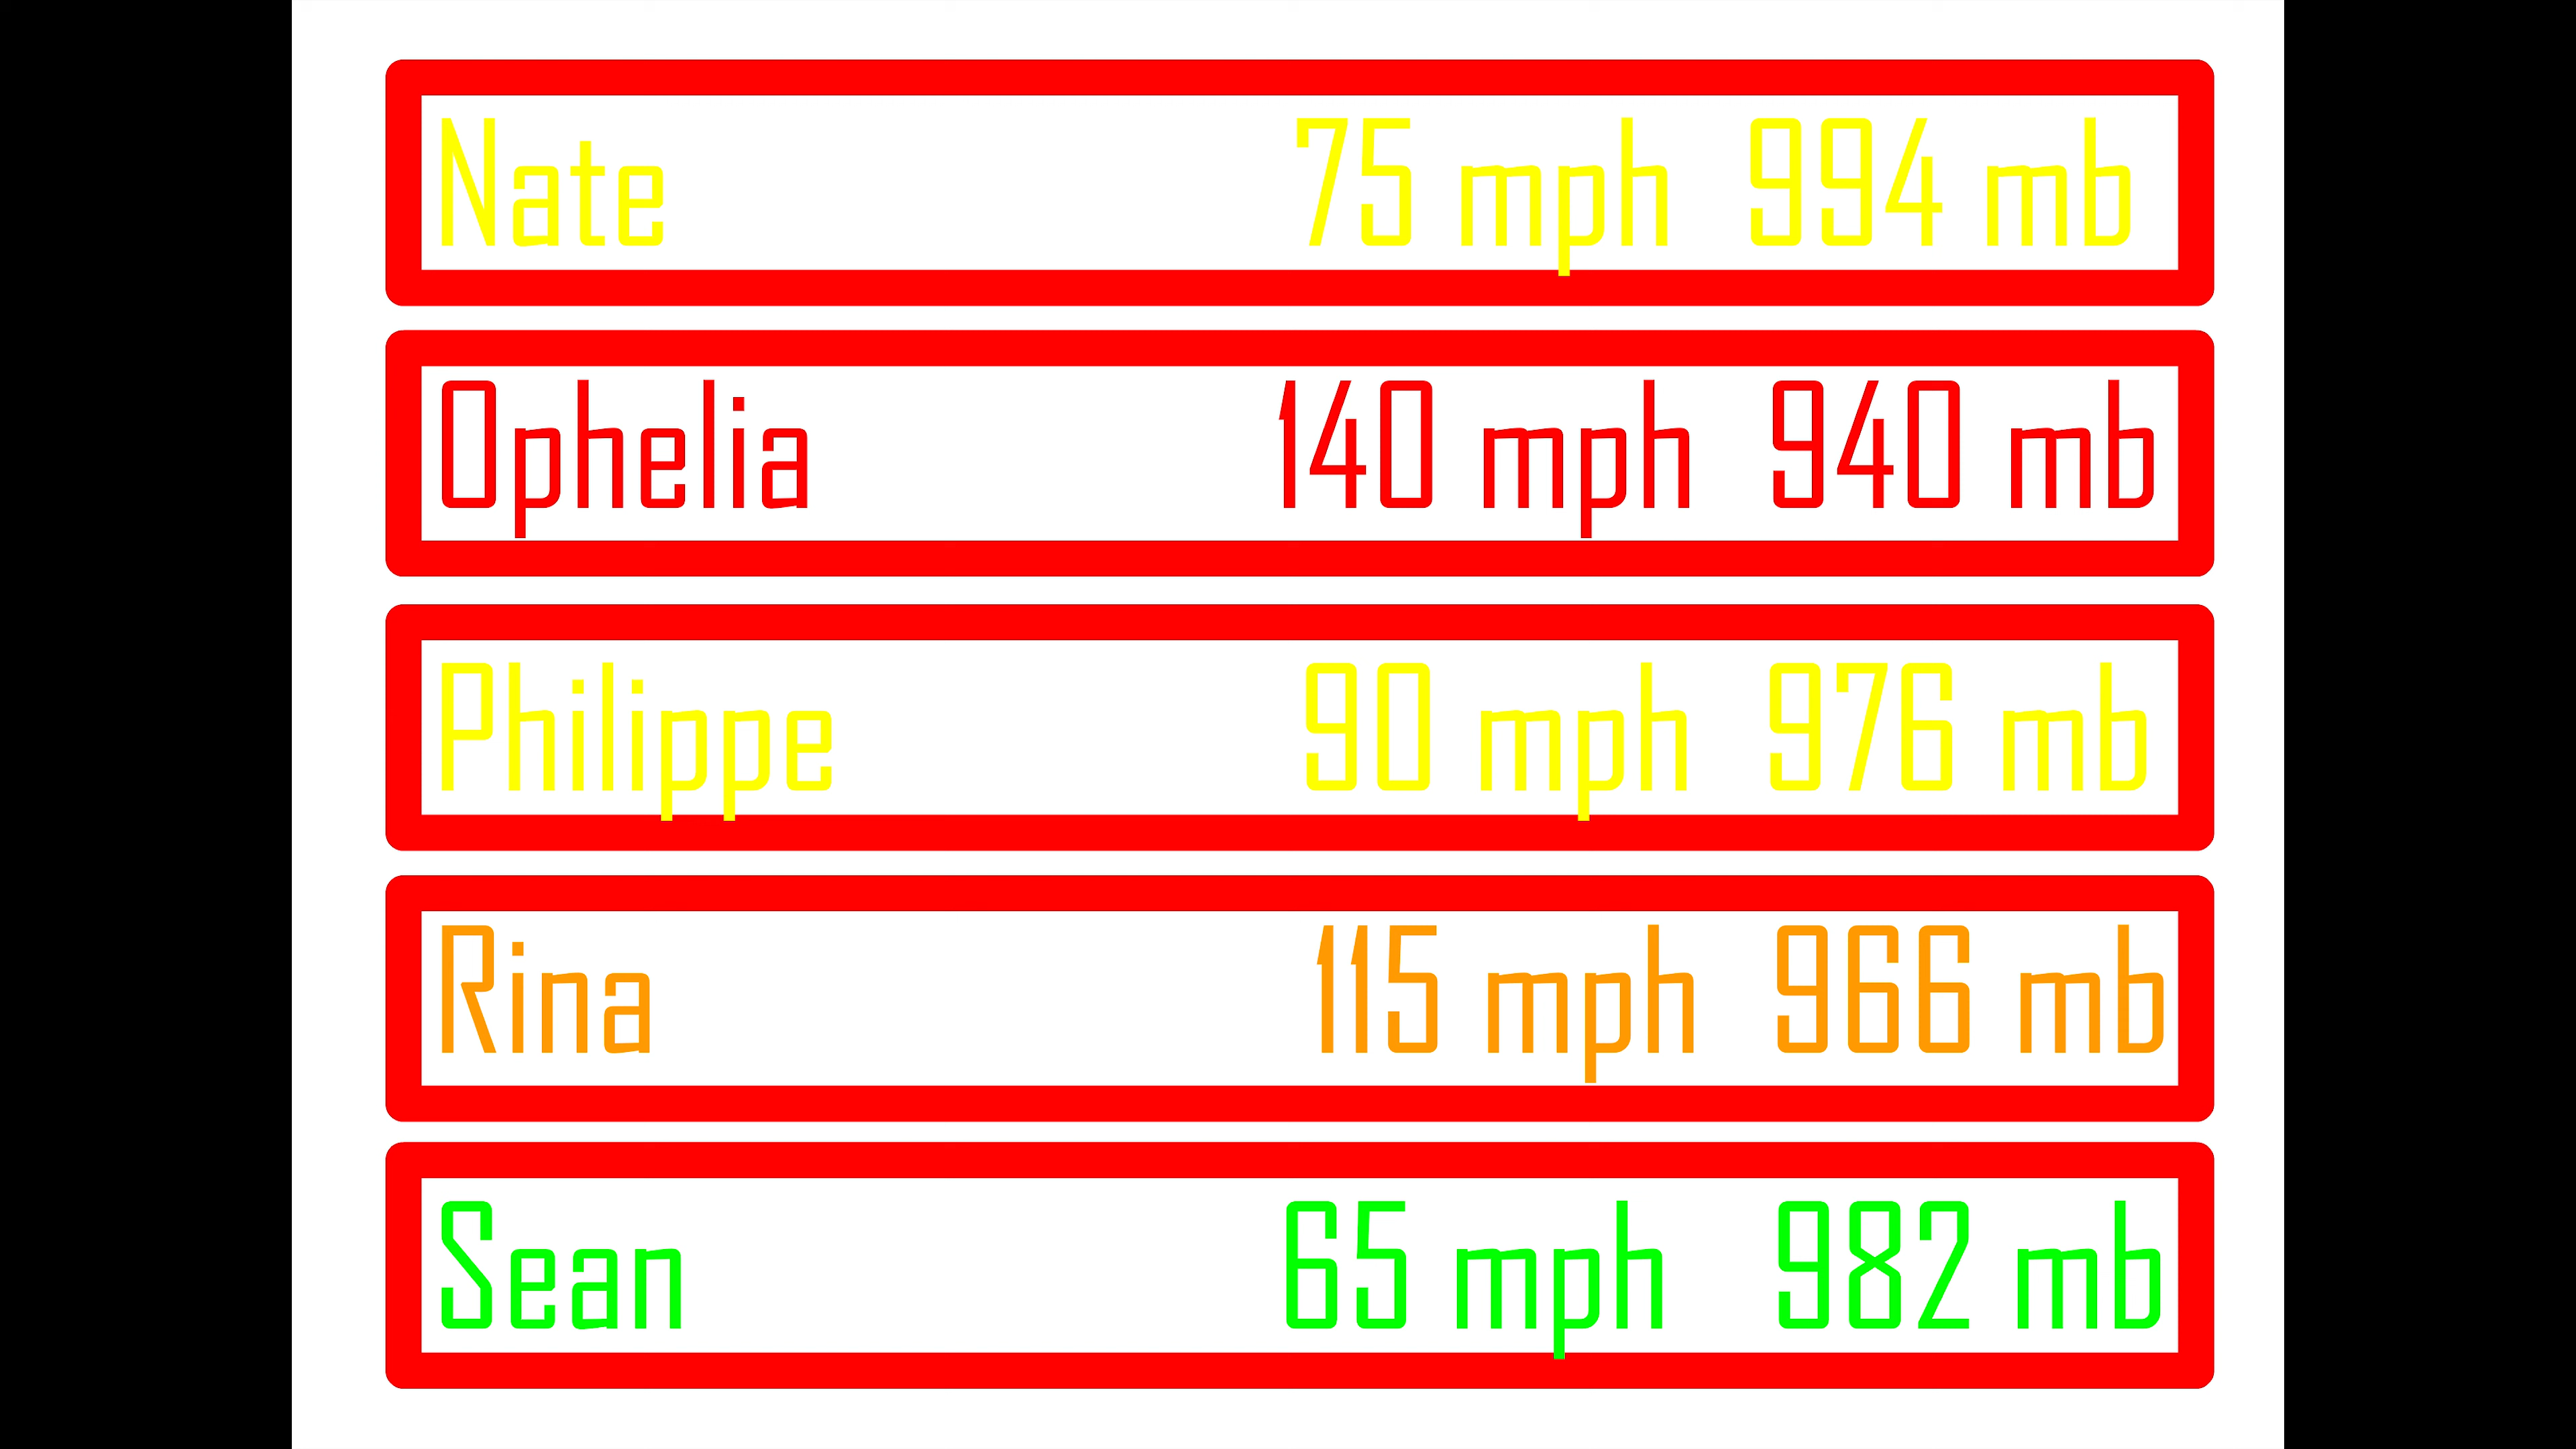 Nate 75 mph 994 mb
Ophelia 140 mph 940 mb
Philippe 90 mph 976 mb
Rina 115 mph 966 mb
Sean 65 mph 982 mb